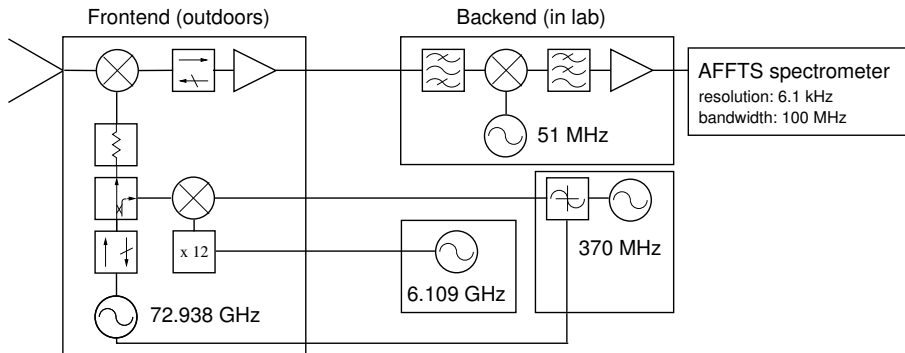 Frontend (outdoors)
Backend (in lab)
AFFTS spectrometer
resolution: 6.1 kHz
bandwidth: 100 MHz
51 MHz
x 12
370 MHz
6.109 GHz
72.938 GHz